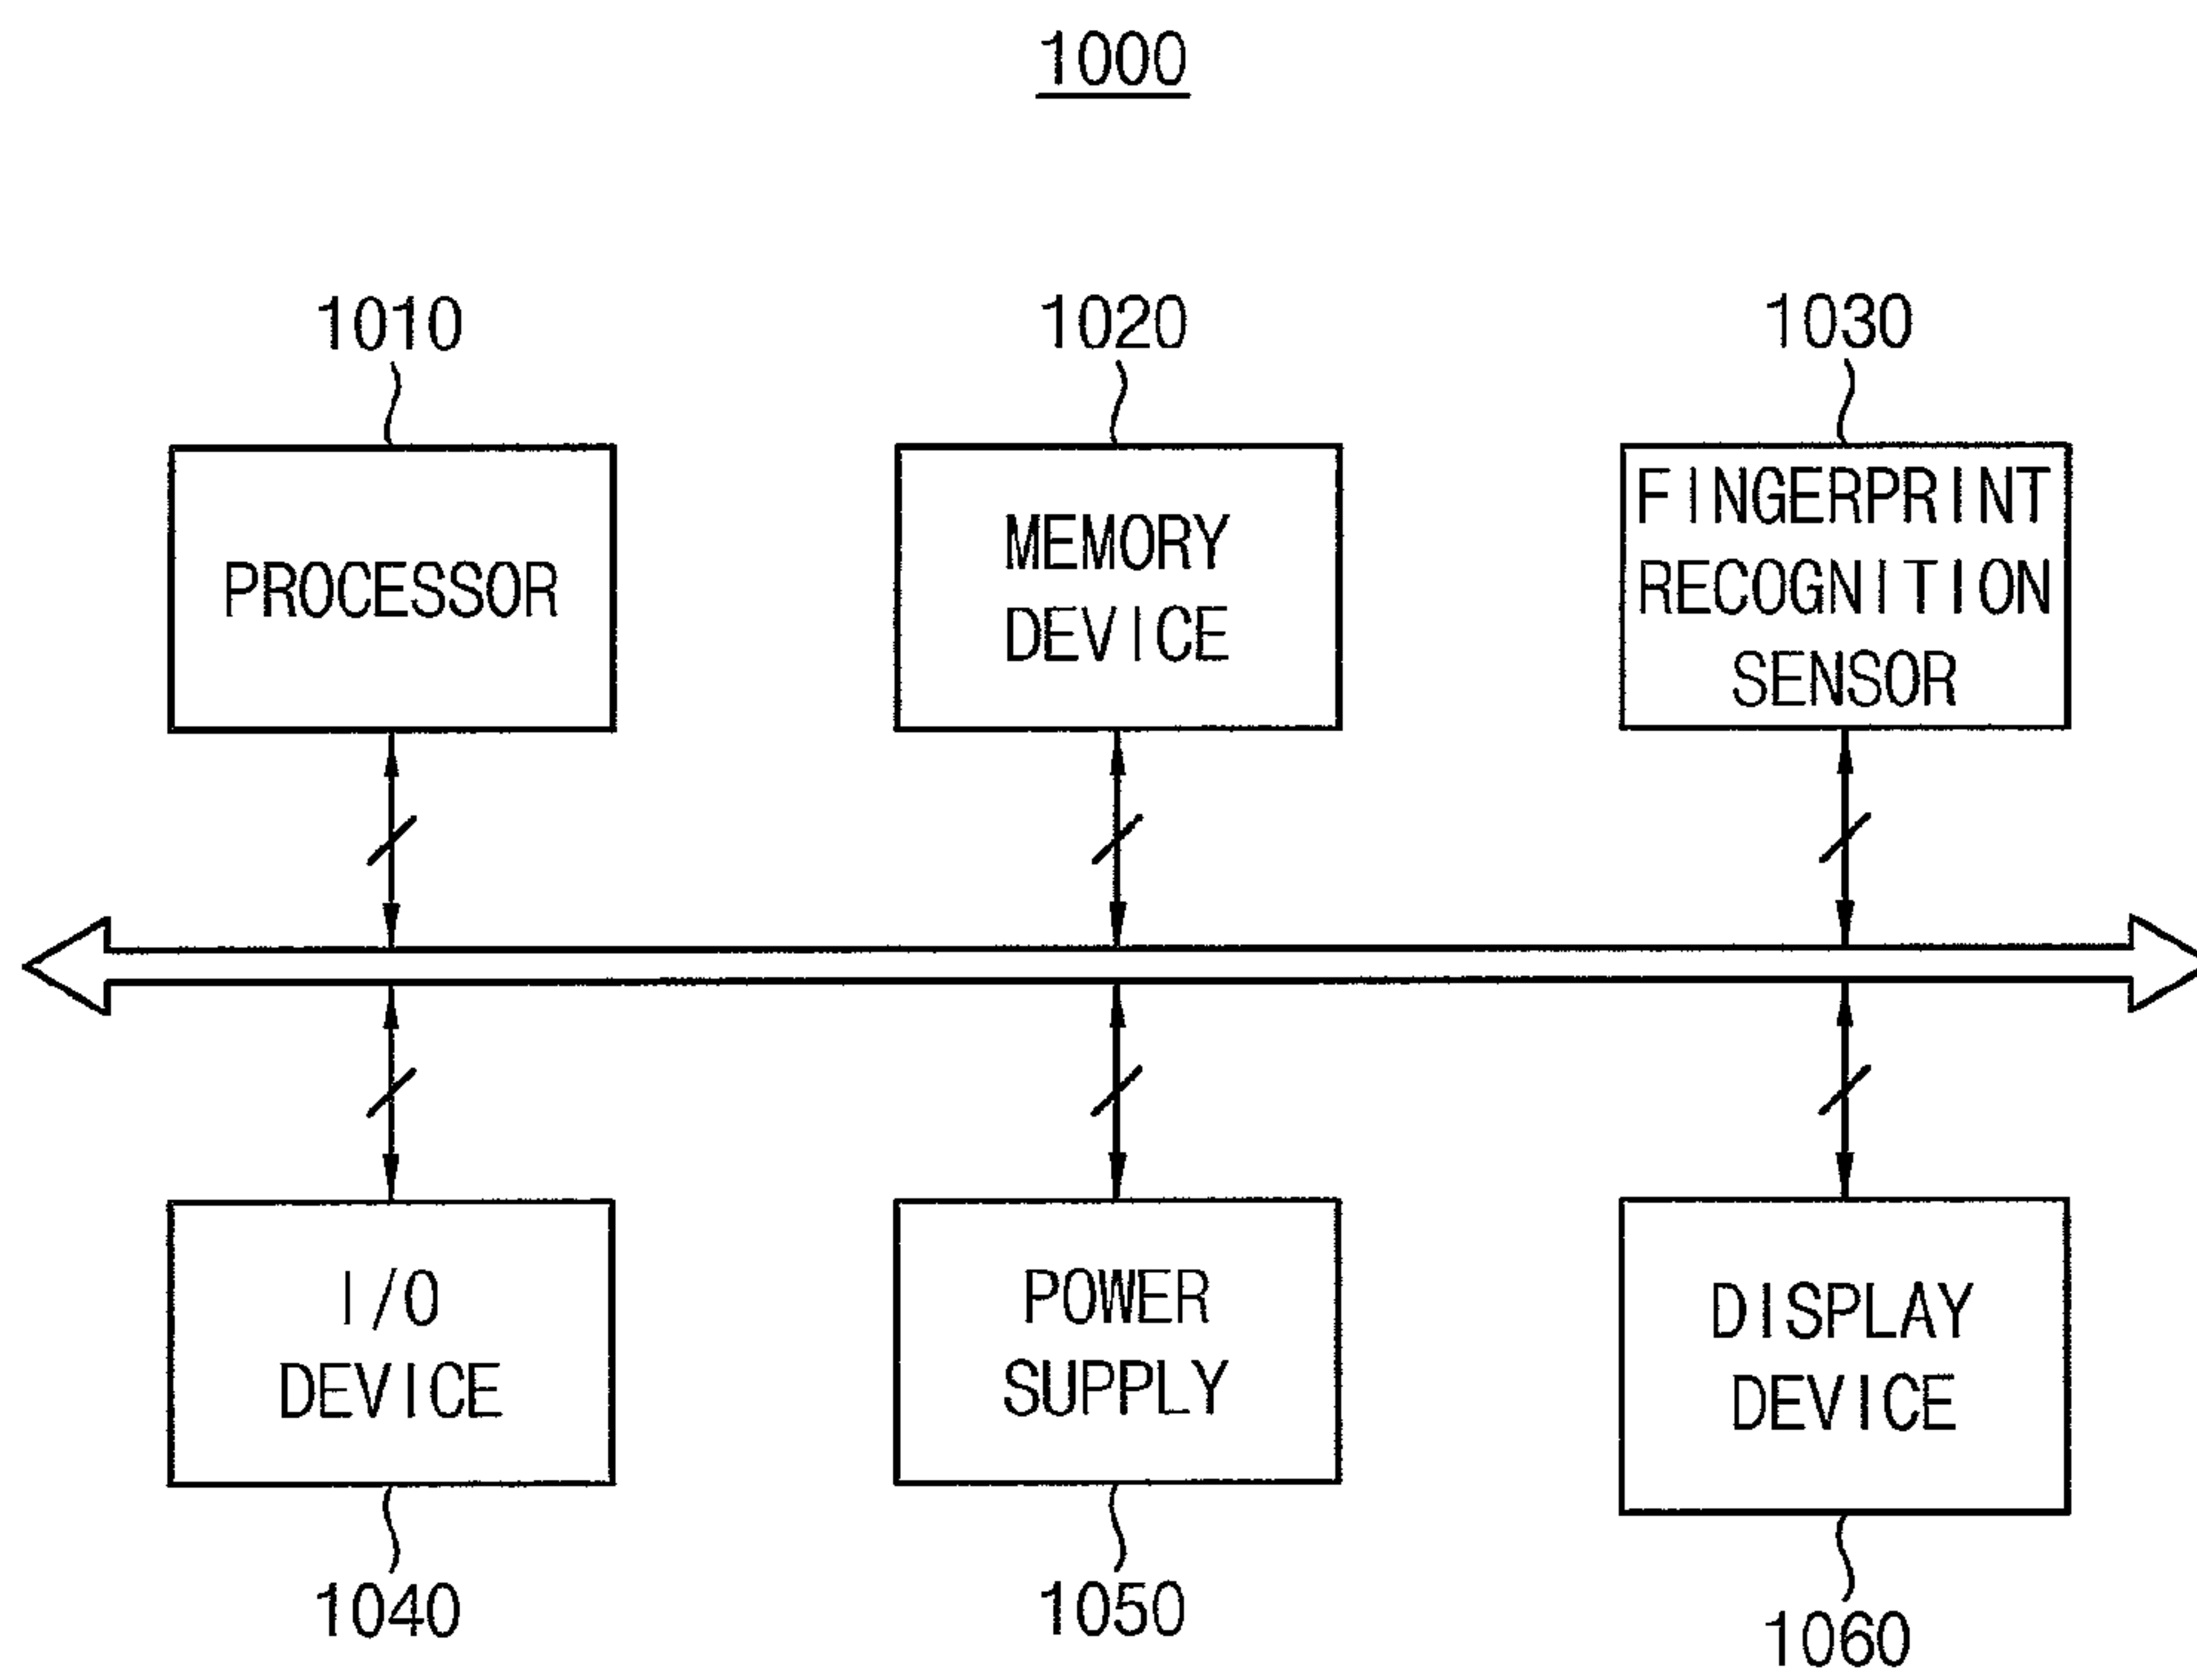 1000
1010
1020
1030
PROCESSOR
MEMORY
DEVICE
FINGERPRINT
RECOGNITION
SENSOR
I/O
DEVICE
POWER
SUPPLY
DISPLAY
DEVICE
1040
1050
1060